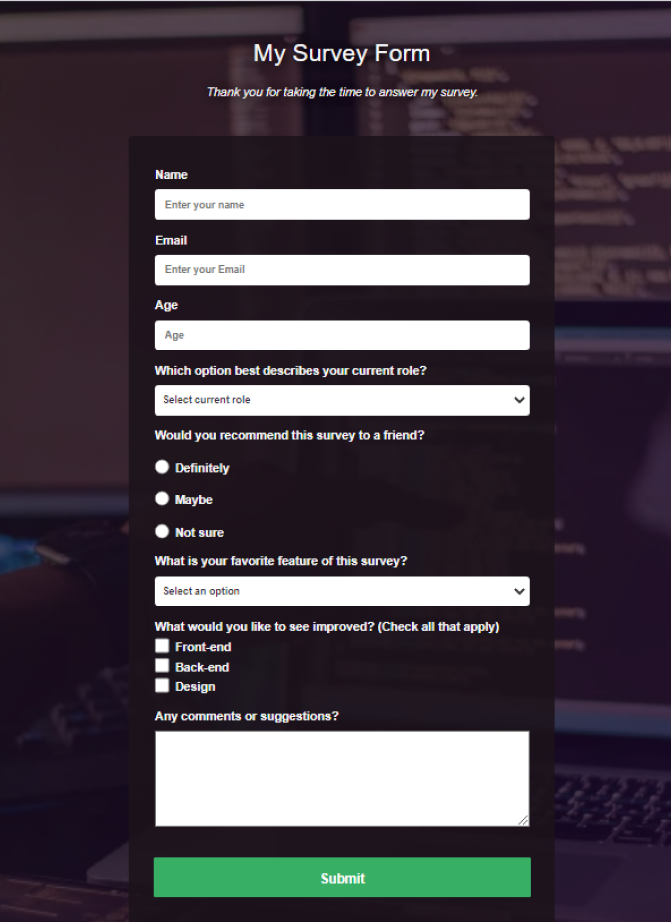 My Survey Form
Thank you for taking the time to answer my survey.
Name
Enter your name
Email
Enter your Email
Age
Age
Which option best describes your current role?
Select current role
Would you recommend this survey to a friend?
Definitely
Maybe
Not sure
What is your favorite feature of this survey?
Select an option
What would you like to see improved? (Check all that apply)
Front-end
Back-end
Design
Any comments or suggestions?
Submit